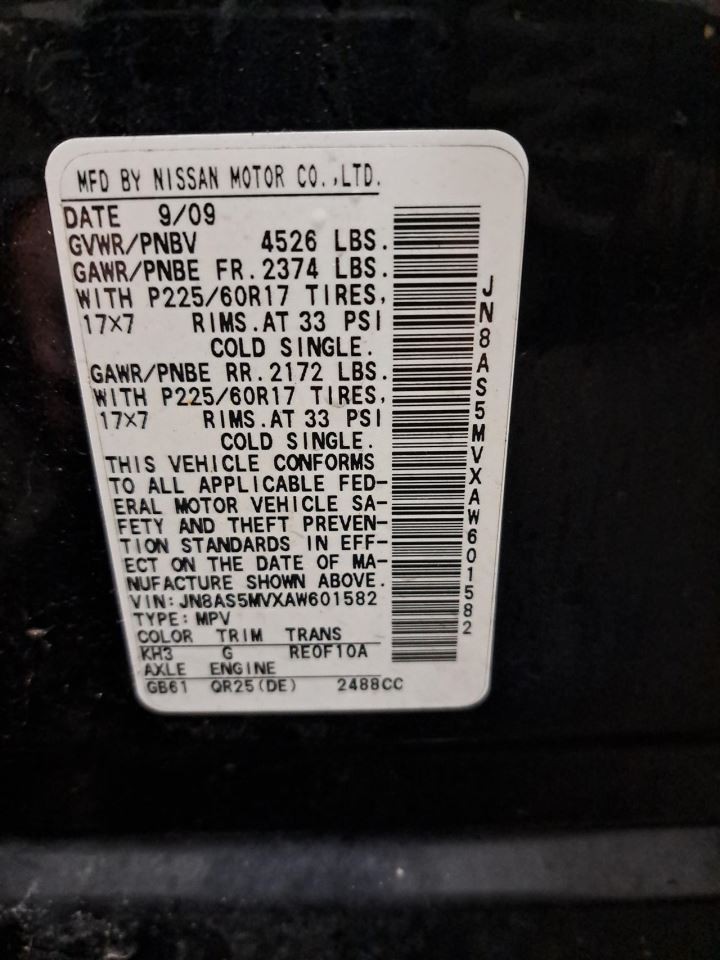 MFD BY NISSAN MOTOR CO.,LTD.
DATE 9/09
GVWR/PNBV 4526 LBS.
GAWR/PNBE FR.2374 LBS.
WITH P225/60R17 TIRES,
17X7 RIMS.AT 33 PSI
COLD SINGLE.
GAWR/PNBE RR.2172 LBS.
WITH P225/60R17 TIRES,
17X7 RIMS.AT 33 PSI
COLD SINGLE.
THIS VEHICLE CONFORMS
TO ALL APPLICABLE FED-
ERAL MOTOR VEHICLE SA-
FETY AND THEFT PREVEN-
TION STANDARDS IN EFF-
ECT ON THE DATE OF MA-
NUFACTURE SHOWN ABOVE.
VIN:JN8AS5MVXAW601582
TYPE:MPV
COLOR TRIM TRANS
KH3 G RE0F10A
AXLE ENGINE
GB61 QR25(DE) 2488CC
JN8AS5MVXAW601582